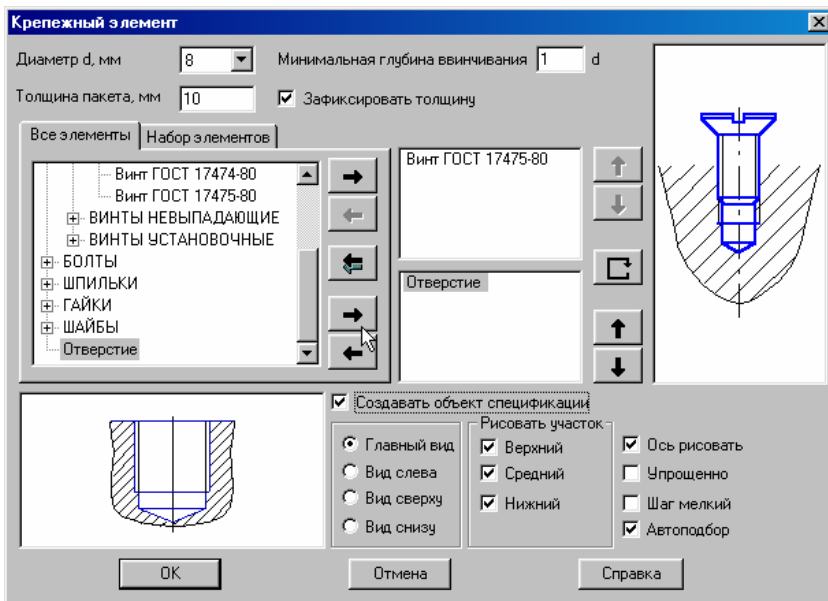 Крепежный элемент
Диаметр d, мм 8 Минимальная глубина ввинчивания 1 d
Толщина пакета, мм 10 Зафиксировать толщину
Все элементы Набор элементов
Винт ГОСТ 17474-80
Винт ГОСТ 17475-80
ВИНТЫ НЕВЫПАДАЮЩИЕ
ВИНТЫ УСТАНОВОЧНЫЕ
БОЛТЫ
ШПИЛЬКИ
ГАЙКИ
ШАЙБЫ
Отверстие
Винт ГОСТ 17475-80
Отверстие
Создавать объект спецификации
Главный вид
Вид слева
Вид сверху
Вид снизу
Рисовать участок
Верхний
Средний
Нижний
Ось рисовать
Упрощенно
Шаг мелкий
Автоподбор
OK Отмена Справка